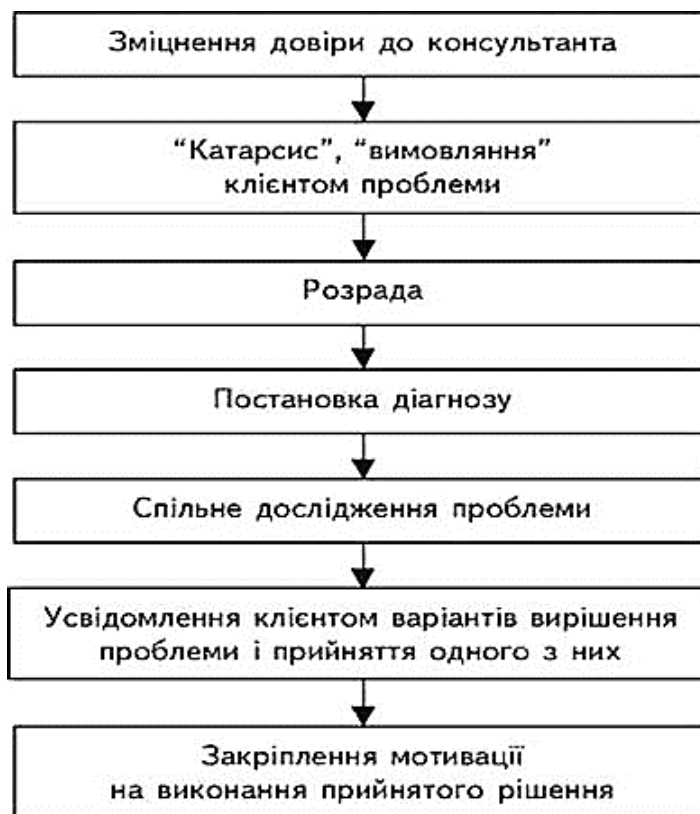 Зміцнення довіри до консультанта
“Катарсис”, “вимовляння”
клієнтом проблеми
Розрада
Постановка діагнозу
Спільне дослідження проблеми
Усвідомлення клієнтом варіантів вирішення
проблеми і прийняття одного з них
Закріплення мотивації
на виконання прийнятого рішення